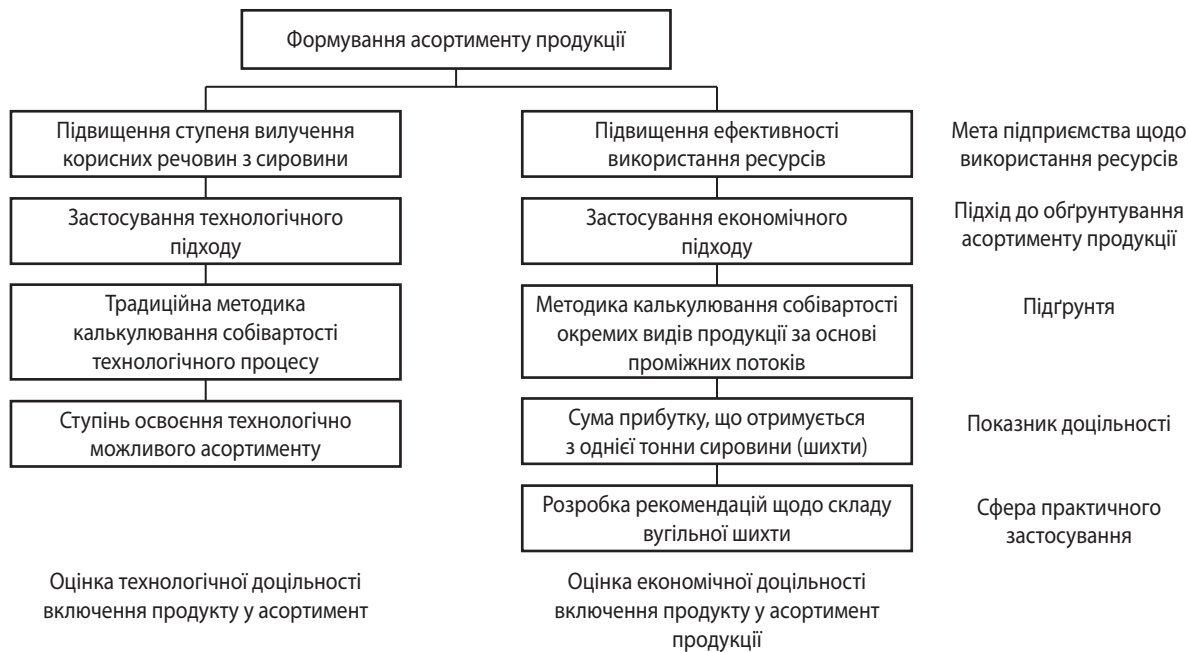 Формування асортименту продукції
Підвищення ступеня вилучення
корисних речовин з сировини
Підвищення ефективності
використання ресурсів
Мета підприємства щодо
використання ресурсів
Застосування технологічного
підходу
Застосування економічного
підходу
Підхід до обґрунтування
асортименту продукції
Традиційна методика
калькулювання собівартості
технологічного процесу
Методика калькулювання собівартості
окремих видів продукції за основі
проміжних потоків
Підґрунтя
Ступінь освоєння технологічно
можливого асортименту
Сума прибутку, що отримується
з однієї тонни сировини (шихти)
Показник доцільності
Розробка рекомендацій щодо складу
вугільної шихти
Сфера практичного
застосування
Оцінка технологічної доцільності
включення продукту у асортимент
Оцінка економічної доцільності
включення продукту у асортимент
продукції